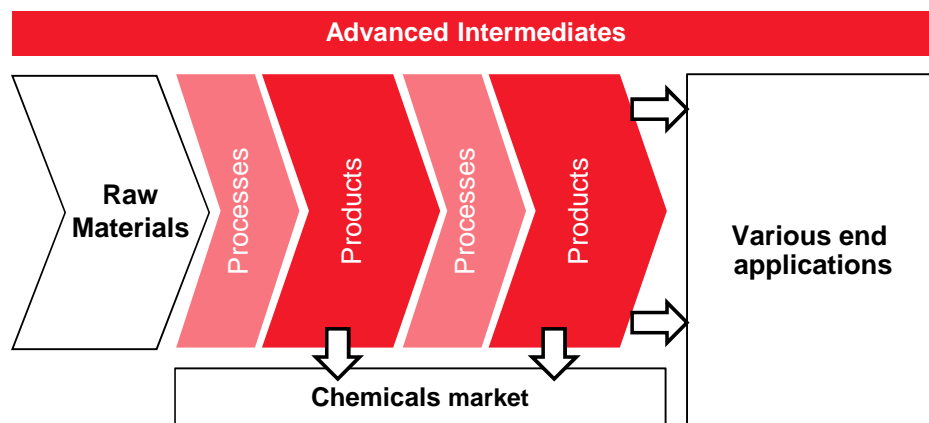 Advanced Intermediates
Raw
Materials
Processes
Products
Processes
Products
Various end
applications
Chemicals market